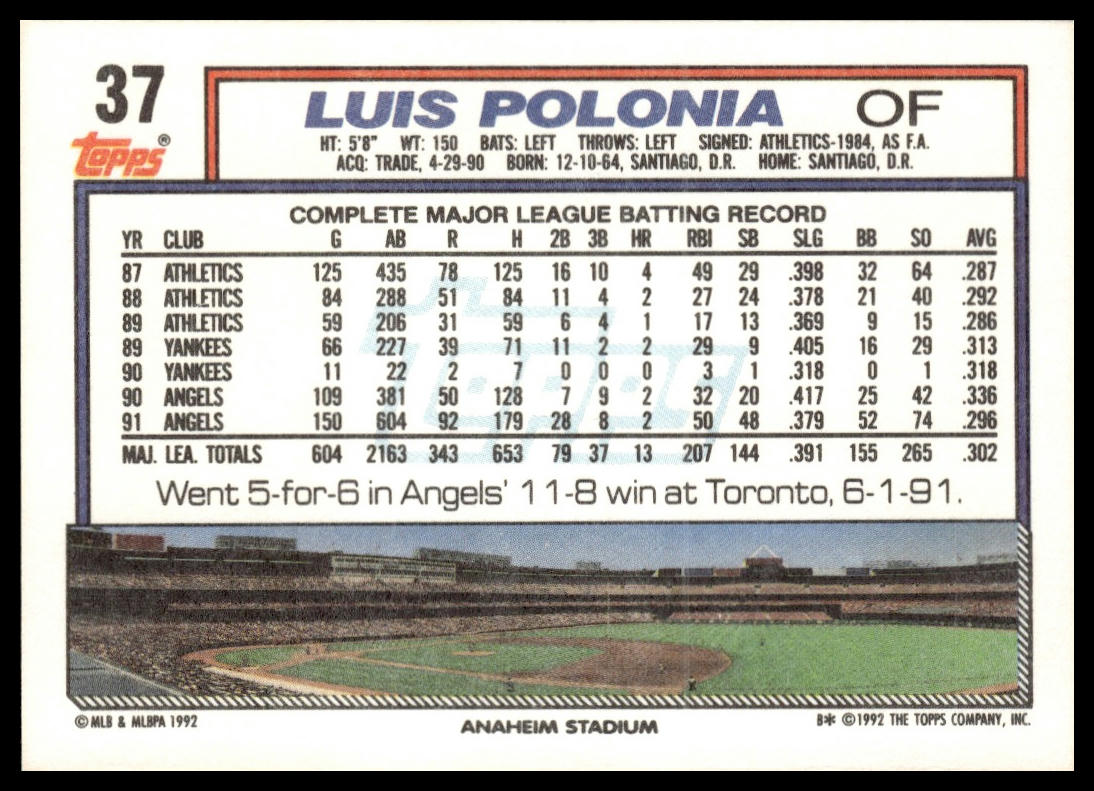 37
topps®
LUIS POLONIA OF
HT: 5'8" WT: 150 BATS: LEFT THROWS: LEFT SIGNED: ATHLETICS-1984, AS F.A.
ACQ: TRADE, 4-29-90 BORN: 12-10-64, SANTIAGO, D.R. HOME: SANTIAGO, D.R.
COMPLETE MAJOR LEAGUE BATTING RECORD
YR CLUB G AB R H 2B 3B HR RBI SB SLG BB SO AVG
87 ATHLETICS 125 435 78 125 16 10 4 49 29 .398 32 64 .287
88 ATHLETICS 84 288 51 84 11 4 2 27 24 .378 21 40 .292
89 ATHLETICS 59 206 31 59 6 4 1 17 13 .369 9 15 .286
89 YANKEES 66 227 39 71 11 2 2 29 9 .405 16 29 .313
90 YANKEES 11 22 2 7 0 0 0 3 1 .318 0 1 .318
90 ANGELS 109 381 50 128 7 9 2 32 20 .417 25 42 .336
91 ANGELS 150 604 92 179 28 8 2 50 48 .379 52 74 .296
MAJ. LEA. TOTALS 604 2163 343 653 79 37 13 207 144 .391 155 265 .302
topps
Went 5-for-6 in Angels' 11-8 win at Toronto, 6-1-91.
© MLB & MLBPA 1992
ANAHEIM STADIUM
B* ©1992 THE TOPPS COMPANY, INC.